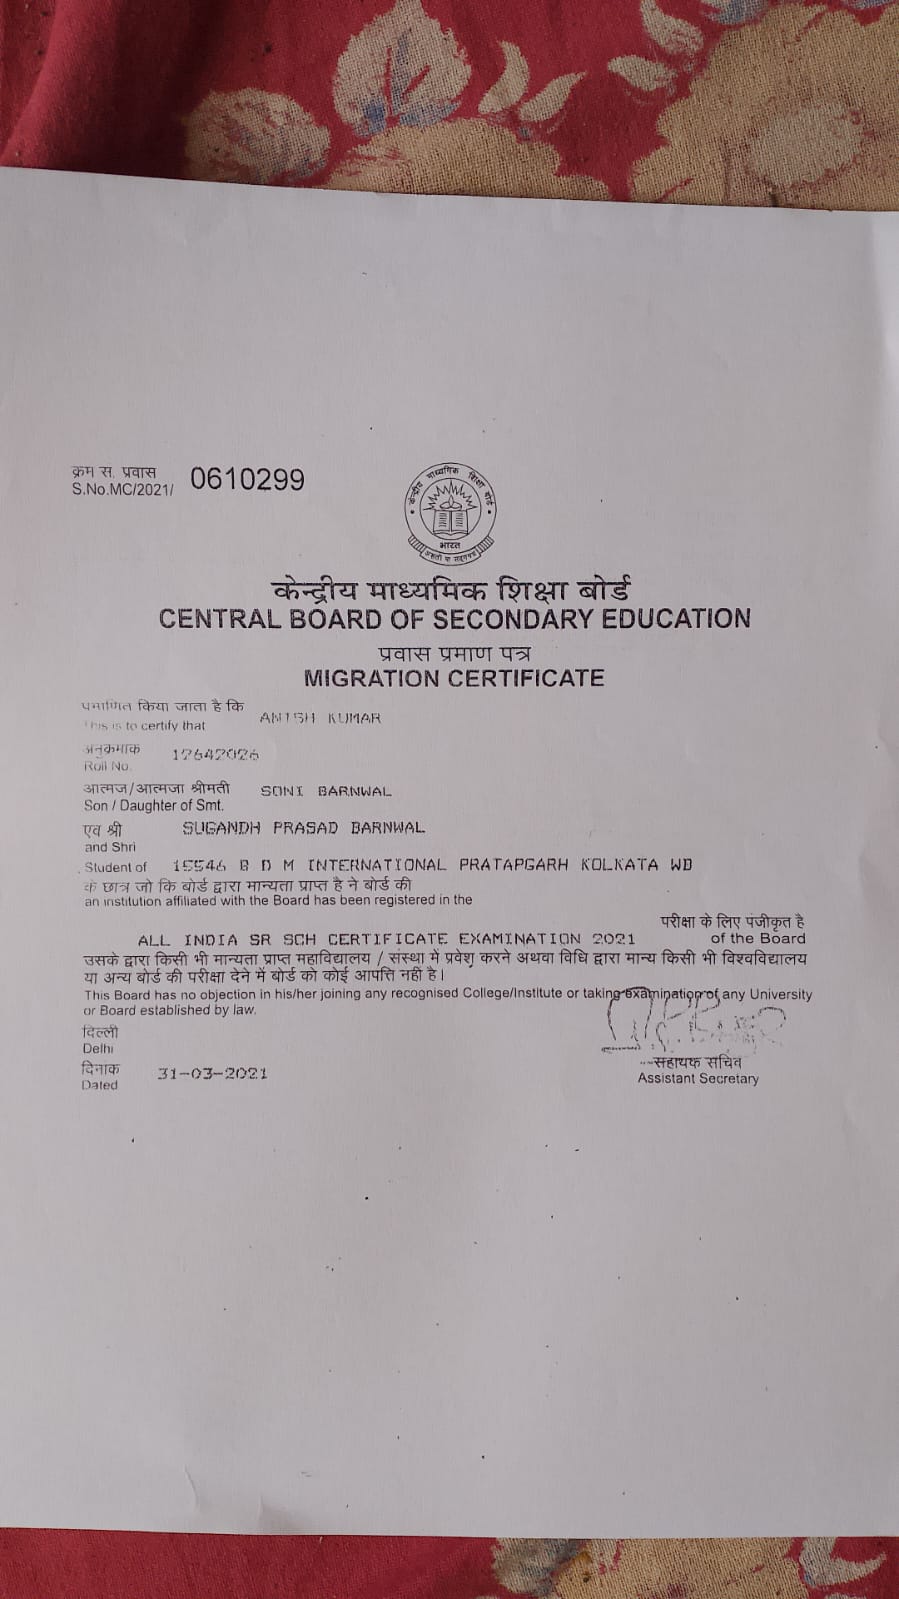 क्रम स. प्रवास
S.No.MC/2021/ 0610299
केन्द्रीय माध्यमिक शिक्षा बोर्ड
भारत
असतो मा सद्गमय
केन्द्रीय माध्यमिक शिक्षा बोर्ड
CENTRAL BOARD OF SECONDARY EDUCATION
प्रवास प्रमाण पत्र
MIGRATION CERTIFICATE
प्रमाणित किया जाता है कि
This is to certify that ANISH KUMAR
अनुक्रमांक
Roll No. 12642026
आत्मज/आत्मजा श्रीमती
Son / Daughter of Smt. SONI BARNWAL
एवं श्री
and Shri SUGANDH PRASAD BARNWAL
Student of 15546 B D M INTERNATIONAL PRATAPGARH KOLKATA WB
के छात्र जो कि बोर्ड द्वारा मान्यता प्राप्त है ने बोर्ड की
an institution affiliated with the Board has been registered in the
परीक्षा के लिए पंजीकृत है
ALL INDIA SR SCH CERTIFICATE EXAMINATION 2021 of the Board
उसके द्वारा किसी भी मान्यता प्राप्त महाविद्यालय / संस्था में प्रवेश करने अथवा विधि द्वारा मान्य किसी भी विश्वविद्यालय
या अन्य बोर्ड की परीक्षा देने में बोर्ड को कोई आपत्ति नहीं है।
This Board has no objection in his/her joining any recognised College/Institute or taking examination of any University
or Board established by law.
दिल्ली
Delhi
दिनांक
Dated 31-03-2021
सहायक सचिव
Assistant Secretary